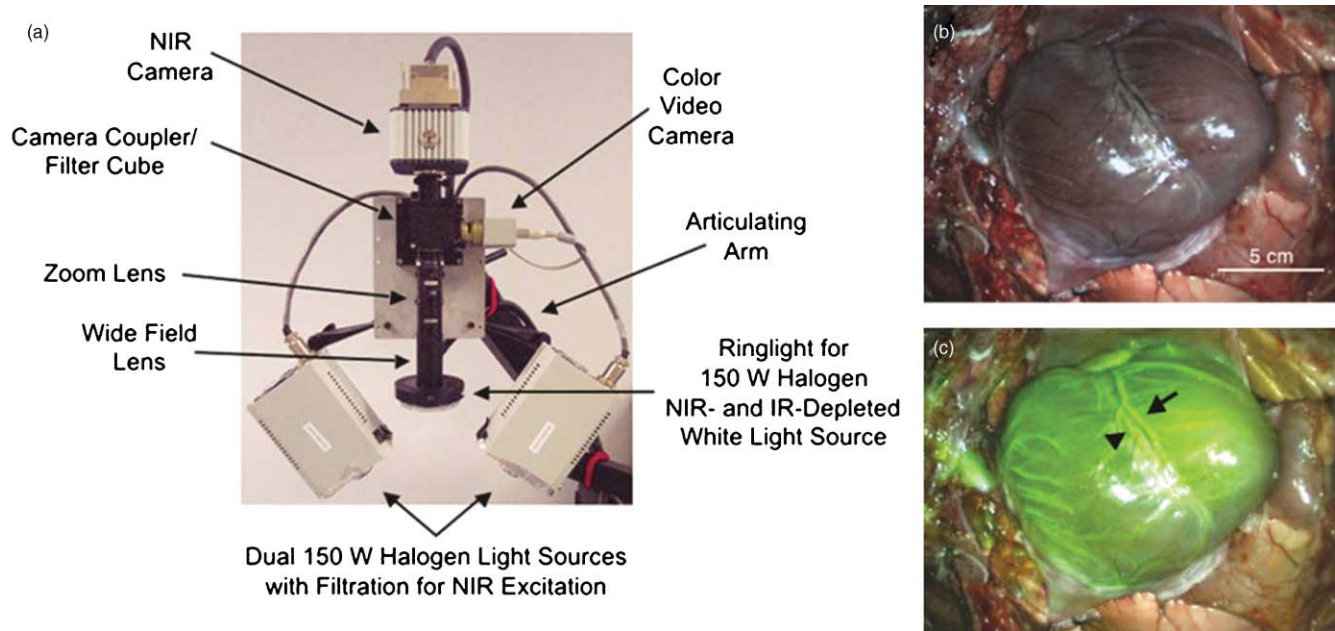 (a)
NIR
Camera
Camera Coupler/
Filter Cube
Zoom Lens
Wide Field
Lens
Color
Video
Camera
Articulating
Arm
Ringlight for
150 W Halogen
NIR- and IR-Depleted
White Light Source
Dual 150 W Halogen Light Sources
with Filtration for NIR Excitation
(b)
5 cm
(c)